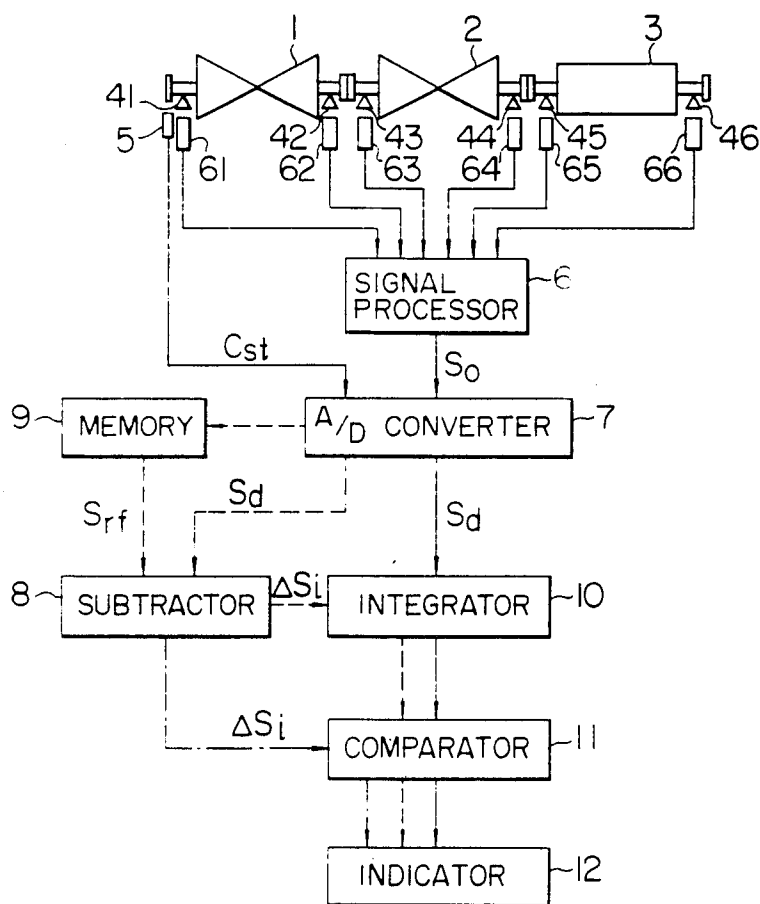 1
2
3
41
42
43
44
45
46
5
61
62
63
64
65
66
SIGNAL
PROCESSOR
6
Cst
So
9
MEMORY
A/D CONVERTER
7
Srf
Sd
Sd
8
SUBTRACTOR
ΔSi
INTEGRATOR
10
ΔSi
COMPARATOR
11
INDICATOR
12